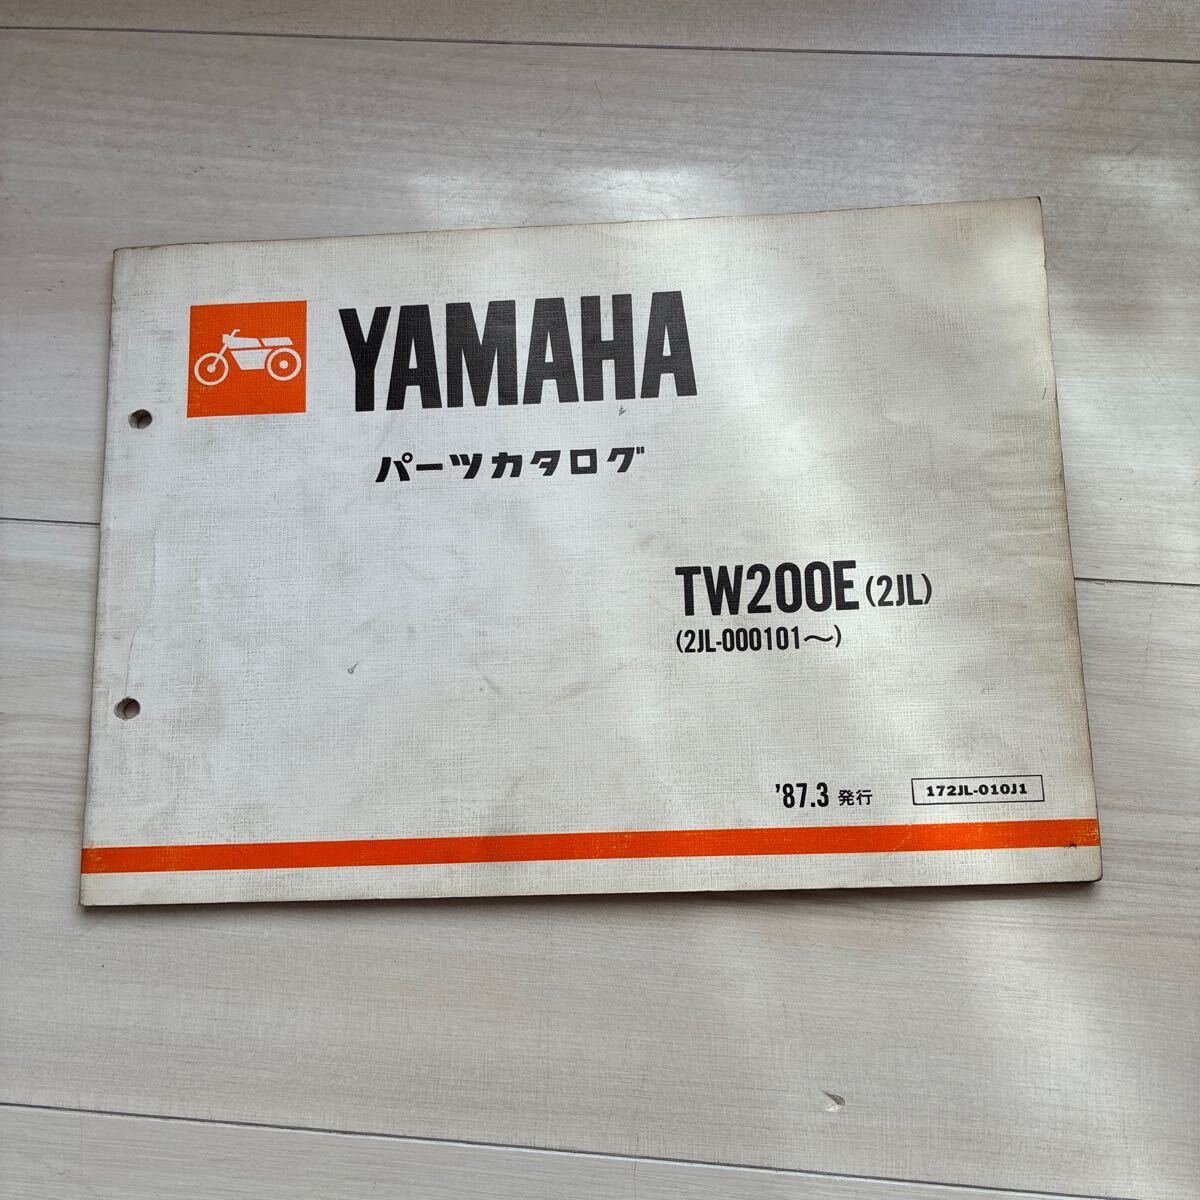 YAMAHA
パーツカタログ
TW200E (2JL)
(2JL-000101～)
'87.3 発行
172JL-010J1